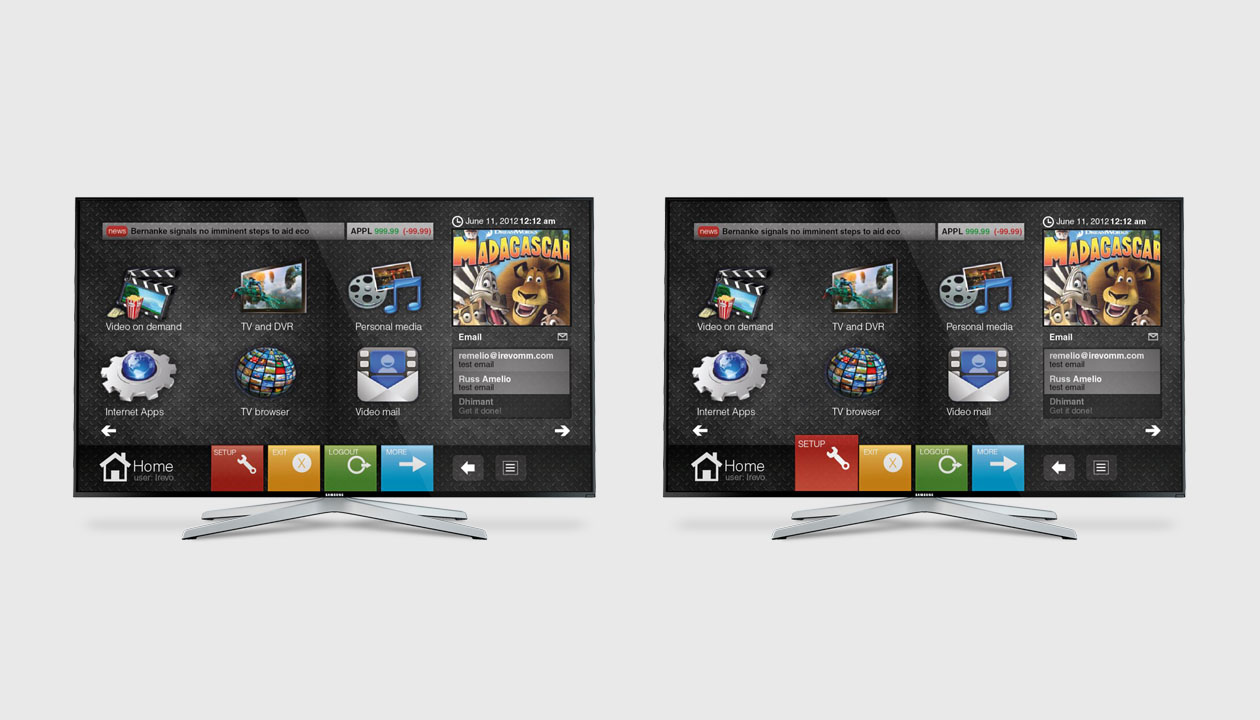 news Bernanke signals no imminent steps to aid eco APPL 999.99 (-99.99)
June 11, 2012 12:12 am
DREAMWORKS
MADAGASCAR
Video on demand TV and DVR Personal media
Email
remelio@irevomm.com
test email
Russ Amelio
test email
Dhimant
Get it done!
Internet Apps TV browser Video mail
Home
user: Irevo
SETUP EXIT X LOGOUT MORE
SAMSUNG
news Bernanke signals no imminent steps to aid eco APPL 999.99 (-99.99)
June 11, 2012 12:12 am
DREAMWORKS
MADAGASCAR
Video on demand TV and DVR Personal media
Email
remelio@irevomm.com
test email
Russ Amelio
test email
Dhimant
Get it done!
Internet Apps TV browser Video mail
Home
user: Irevo
SETUP EXIT X LOGOUT MORE
SAMSUNG